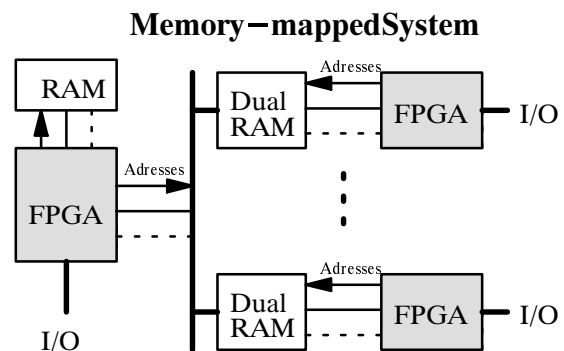 Memory−mappedSystem
RAM
Adresses
FPGA
I/O
Adresses
Dual
RAM
FPGA
I/O
Adresses
Dual
RAM
FPGA
I/O